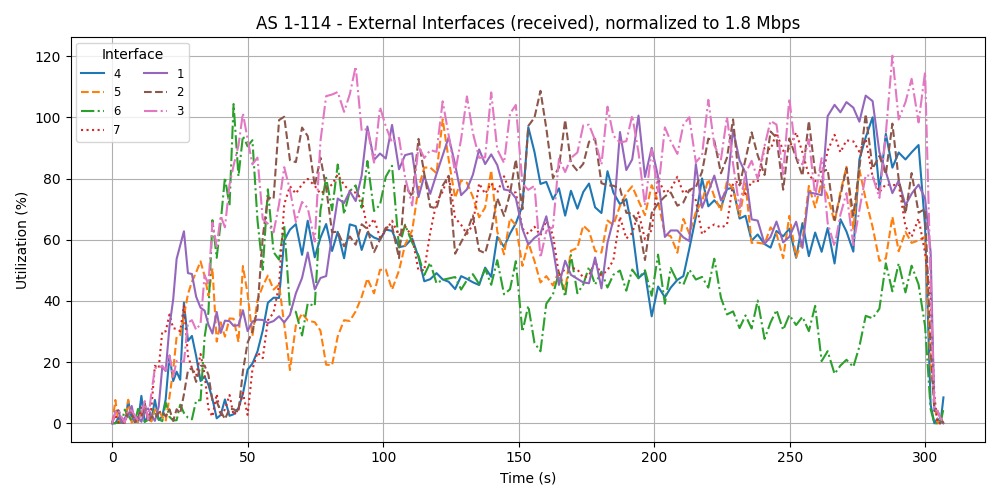 AS 1-114 - External Interfaces (received), normalized to 1.8 Mbps
Interface
4 1
5 2
6 3
7
Utilization (%)
120
100
80
60
40
20
0
0 50 100 150 200 250 300
Time (s)